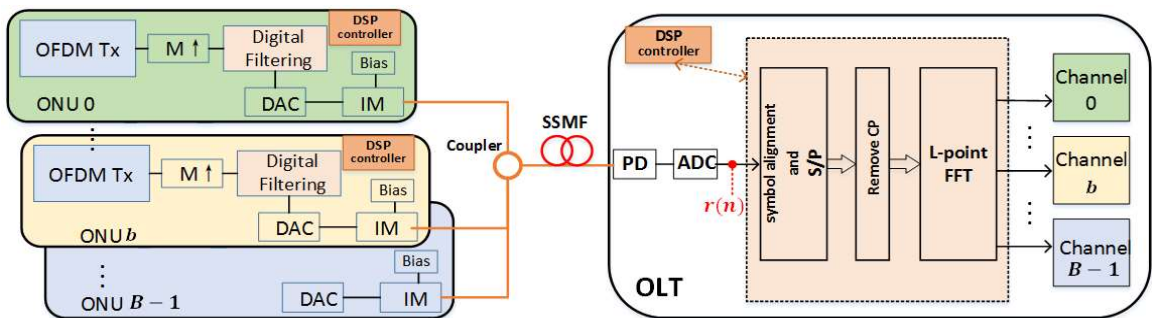 OFDM Tx
M ↑
Digital
Filtering
DSP
controller
Bias
DAC
IM
ONU 0
⋮
OFDM Tx
M ↑
Digital
Filtering
DSP
controller
Bias
DAC
IM
ONU b
Bias
DAC
IM
⋮
ONU B − 1
Coupler
SSMF
DSP
controller
PD
ADC
r(n)
symbol alignment
and
S/P
Remove CP
L-point
FFT
OLT
Channel
0
⋮
Channel
b
⋮
Channel
B − 1